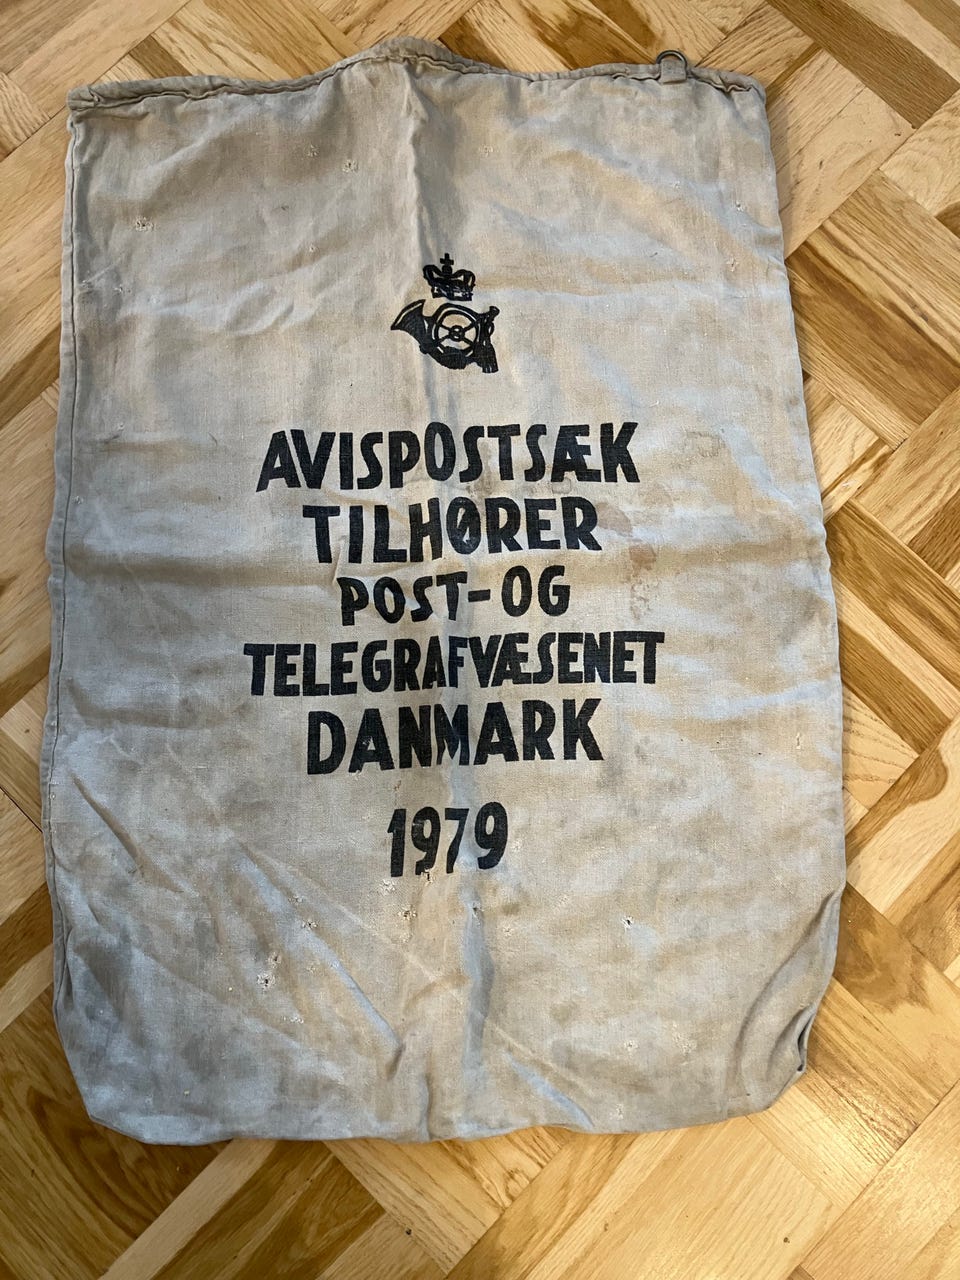 AVISPOSTSÆK
TILHØRER
POST-OG
TELEGRAFVÆSENET
DANMARK
1979